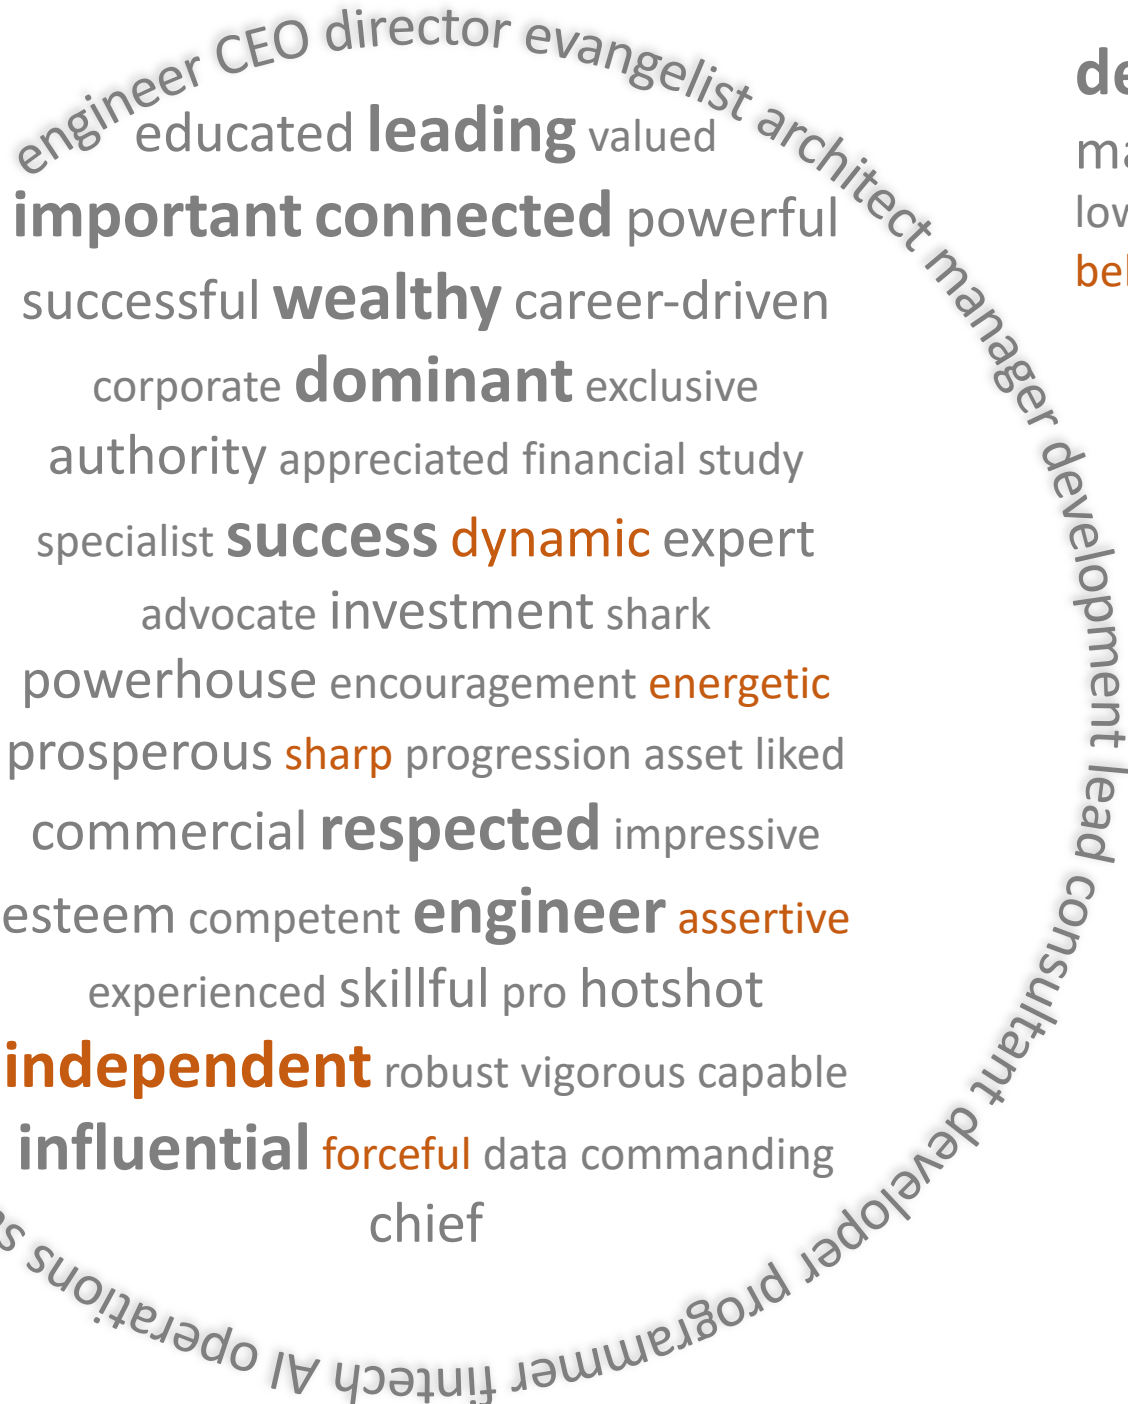 engineer CEO director evangelist architect manager development lead consultant developer programmer fintech AI operations
educated leading valued
important connected powerful
successful wealthy career-driven
corporate dominant exclusive
authority appreciated financial study
specialist success dynamic expert
advocate investment shark
powerhouse encouragement energetic
prosperous sharp progression asset liked
commercial respected impressive
esteem competent engineer assertive
experienced skillful pro hotshot
independent robust vigorous capable
influential forceful data commanding
chief